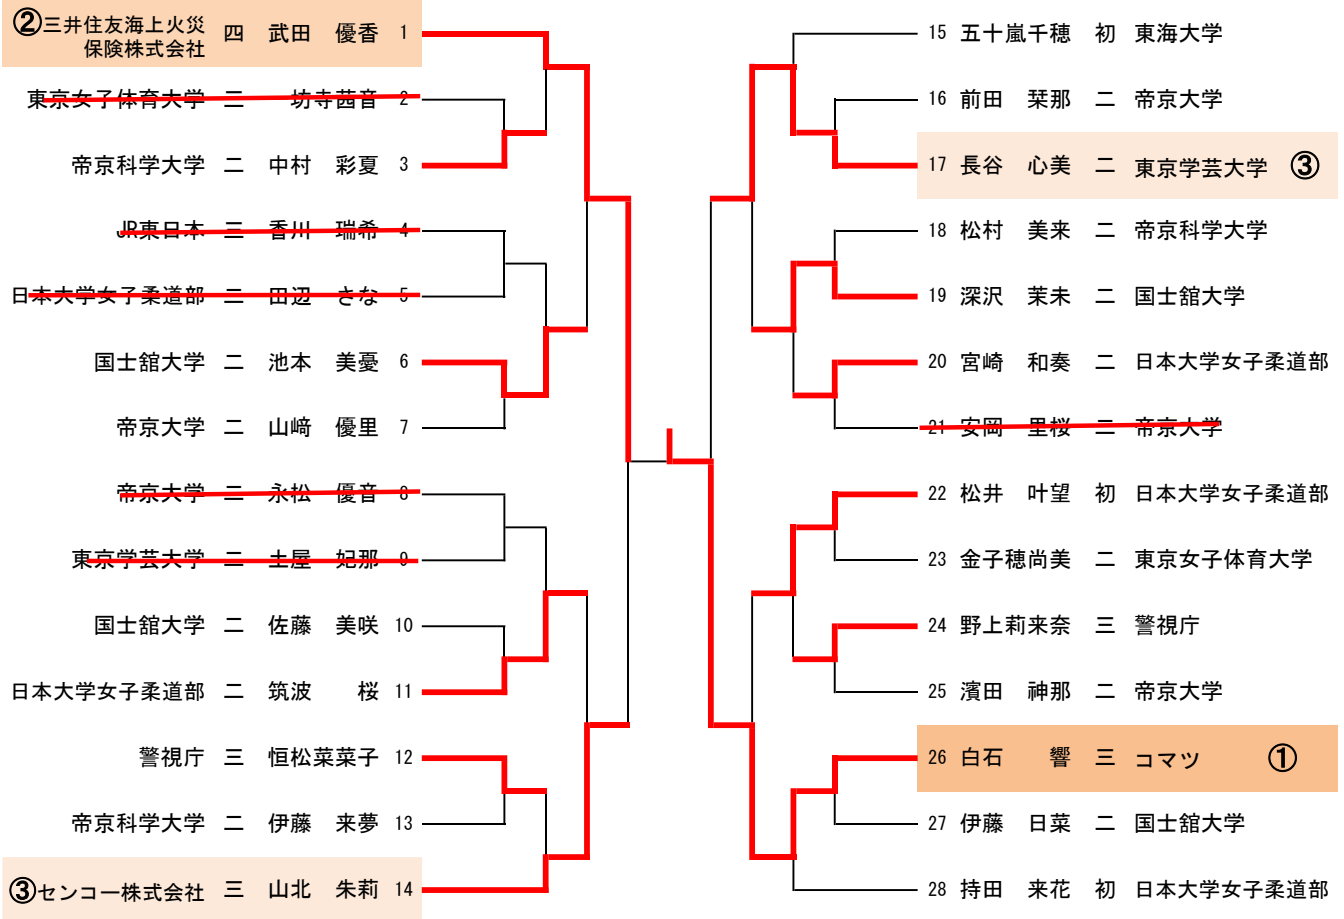 ②三井住友海上火災
保険株式会社 四 武田 優香 1
東京女子体育大学 二 坊寺茜音 2
帝京科学大学 二 中村 彩夏 3
JR東日本 三 香川 瑞希 4
日本大学女子柔道部 二 田辺 さな 5
国士舘大学 二 池本 美憂 6
帝京大学 二 山﨑 優里 7
帝京大学 二 永松 優音 8
東京学芸大学 二 土屋 妃那 9
国士舘大学 二 佐藤 美咲 10
日本大学女子柔道部 二 筑波 桜 11
警視庁 三 恒松菜菜子 12
帝京科学大学 二 伊藤 来夢 13
③センコー株式会社 三 山北 朱莉 14
15 五十嵐千穂 初 東海大学
16 前田 栞那 二 帝京大学
17 長谷 心美 二 東京学芸大学 ③
18 松村 美来 二 帝京科学大学
19 深沢 茉未 二 国士舘大学
20 宮崎 和奏 二 日本大学女子柔道部
21 安岡 里桜 二 帝京大学
22 松井 叶望 初 日本大学女子柔道部
23 金子穂尚美 二 東京女子体育大学
24 野上莉来奈 三 警視庁
25 濱田 神那 二 帝京大学
26 白石 響 三 コマツ ①
27 伊藤 日菜 二 国士舘大学
28 持田 来花 初 日本大学女子柔道部